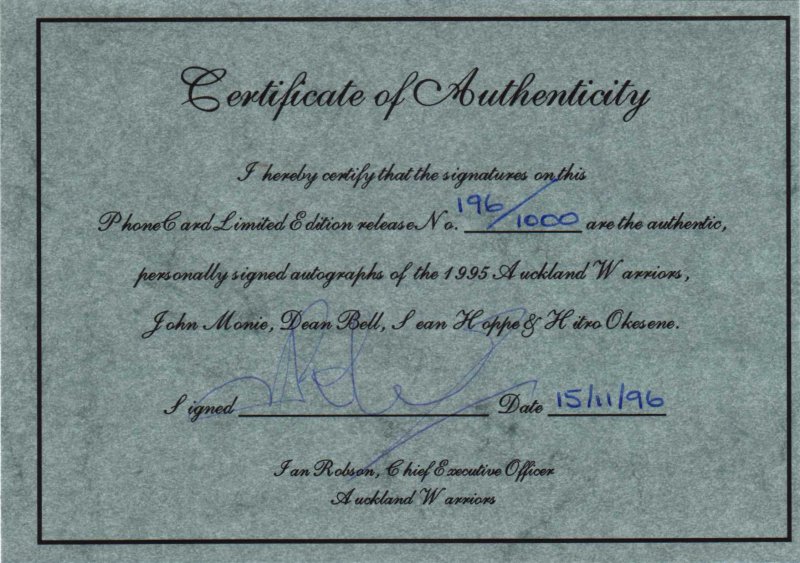 Certificate of Authenticity
I hereby certify that the signatures on this
PhoneCard Limited Edition release No. 196/1000 are the authentic,
personally signed autographs of the 1995 Auckland Warriors,
John Monie, Dean Bell, Sean Hoppe & Hitro Okesene.
Signed Date 15/11/96
Ian Robson, Chief Executive Officer
Auckland Warriors